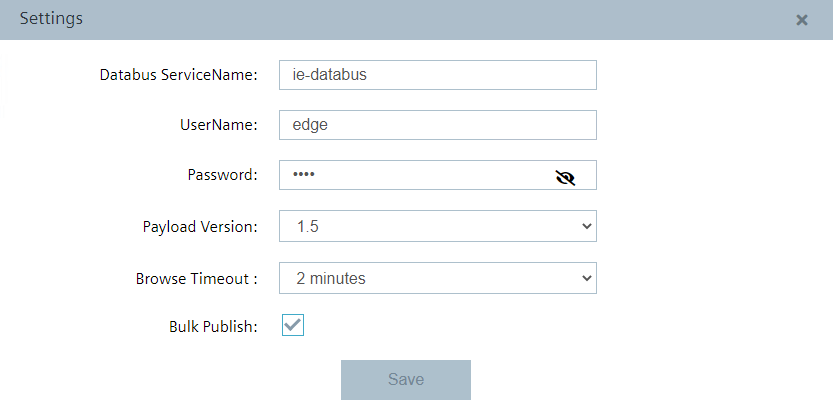 Settings ×
Databus ServiceName: ie-databus
UserName: edge
Password: ••••
Payload Version: 1.5
Browse Timeout : 2 minutes
Bulk Publish:
Save